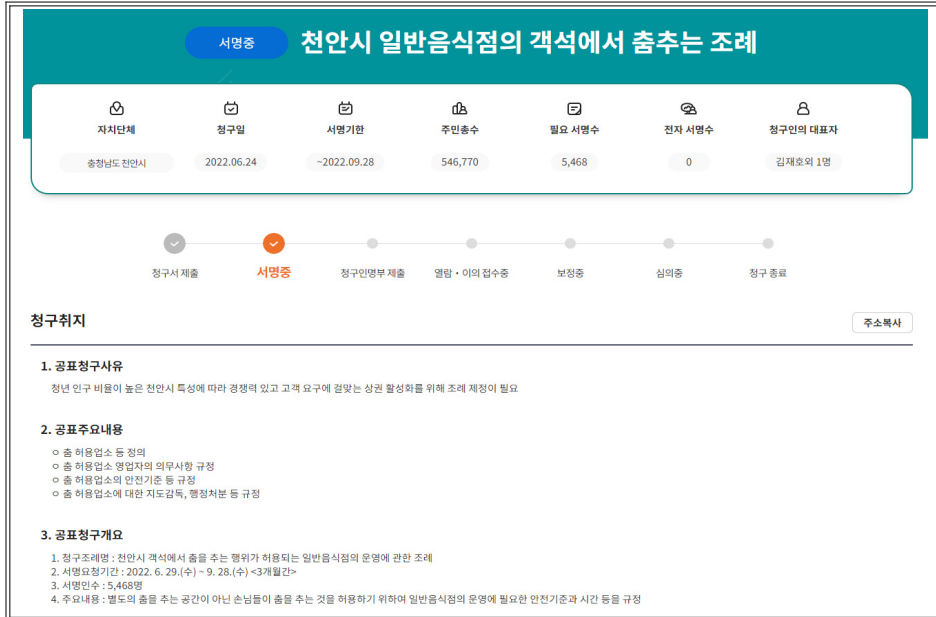 서명중 천안시 일반음식점의 객석에서 춤추는 조례
자치단체 청구일 서명기한 주민총수 필요 서명수 전자 서명수 청구인의 대표자
충청남도 천안시 2022.06.24 ~2022.09.28 546,770 5,468 0 김재호외 1명
청구서 제출 서명중 청구인명부 제출 열람・이의 접수중 보정중 심의중 청구 종료
청구취지 주소복사
1. 공표청구사유
청년 인구 비율이 높은 천안시 특성에 따라 경쟁력 있고 고객 요구에 걸맞는 상권 활성화를 위해 조례 제정이 필요
2. 공표주요내용
ㅇ 춤 허용업소 등 정의
ㅇ 춤 허용업소 영업자의 의무사항 규정
ㅇ 춤 허용업소의 안전기준 등 규정
ㅇ 춤 허용업소에 대한 지도감독, 행정처분 등 규정
3. 공표청구개요
1. 청구조례명 : 천안시 객석에서 춤을 추는 행위가 허용되는 일반음식점의 운영에 관한 조례
2. 서명요청기간 : 2022. 6. 29.(수) ~ 9. 28.(수) <3개월간>
3. 서명인수 : 5,468명
4. 주요내용 : 별도의 춤을 추는 공간이 아닌 손님들이 춤을 추는 것을 허용하기 위하여 일반음식점의 운영에 필요한 안전기준과 시간 등을 규정